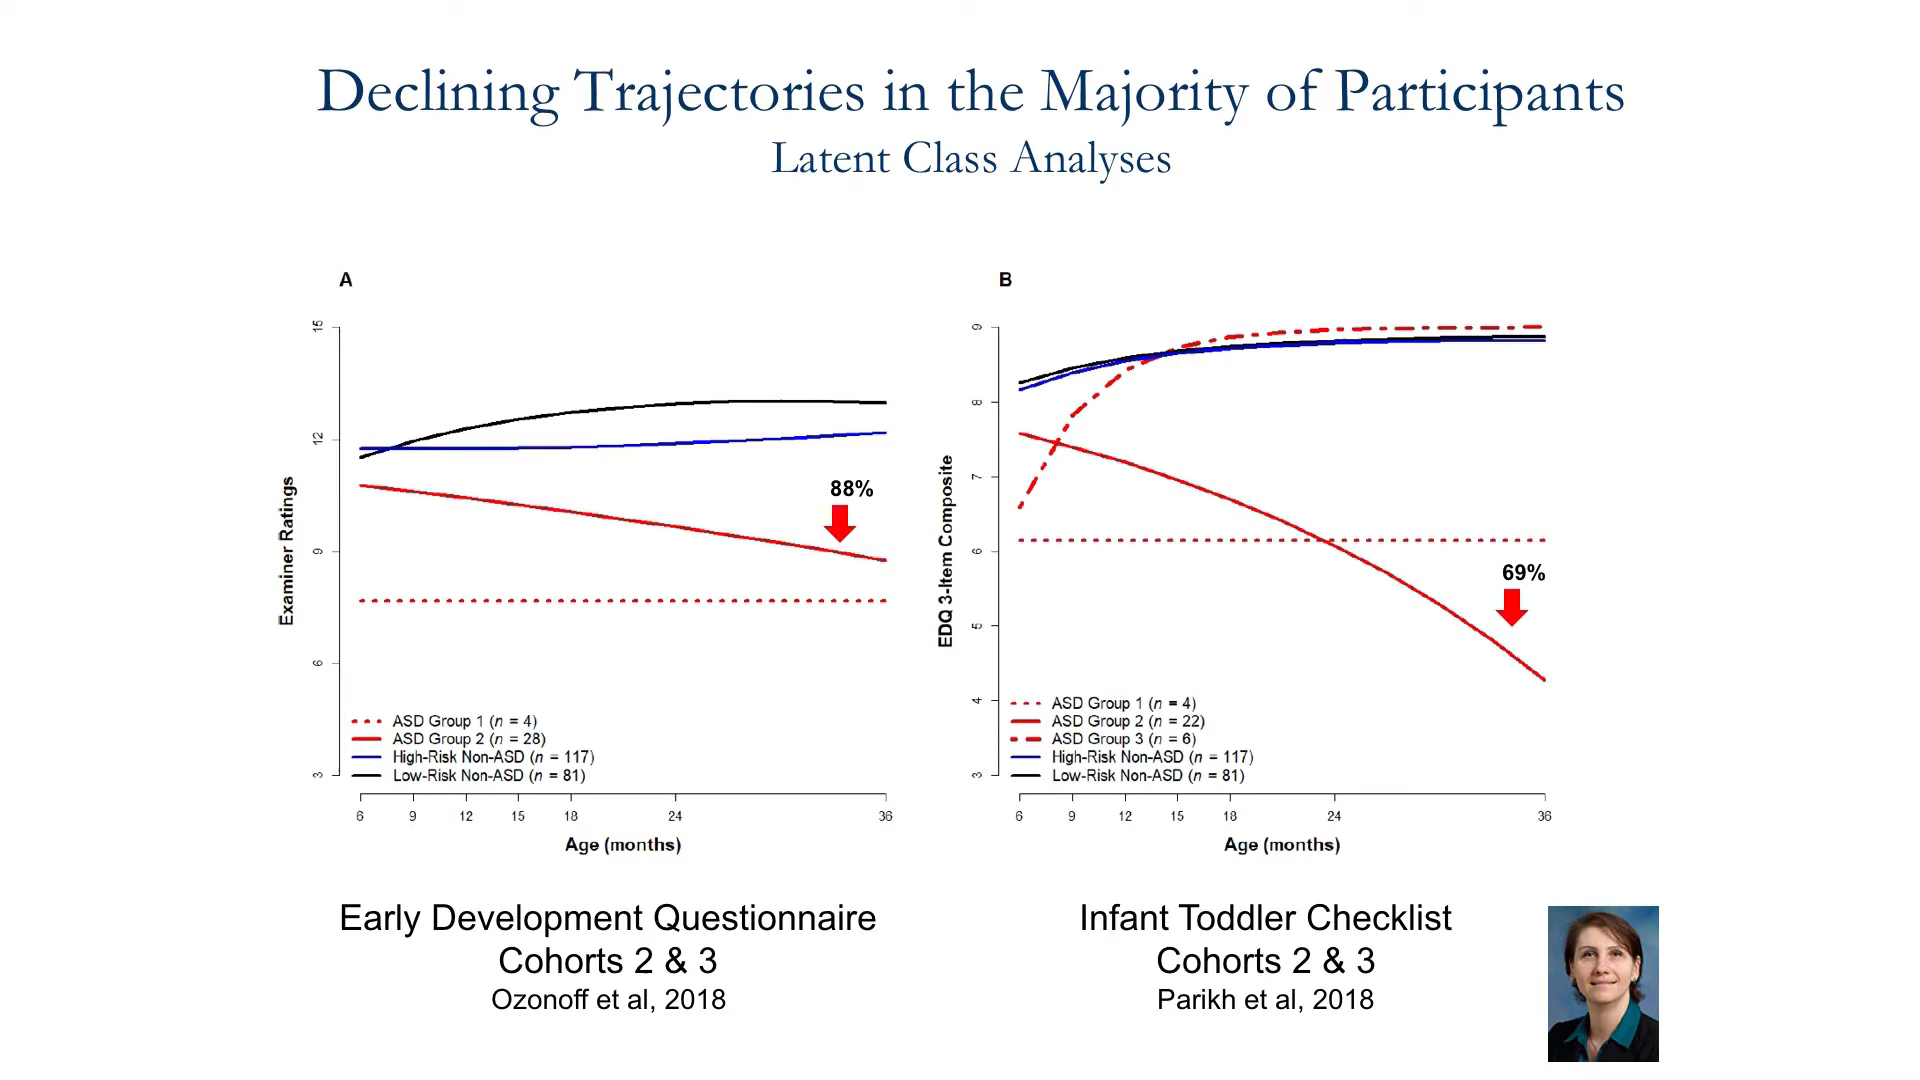 Declining Trajectories in the Majority of Participants
Latent Class Analyses
A
15
12
9
6
3
Examiner Ratings
88%
ASD Group 1 (n = 4)
ASD Group 2 (n = 28)
High-Risk Non-ASD (n = 117)
Low-Risk Non-ASD (n = 81)
6 9 12 15 18 24 36
Age (months)
B
9
8
7
6
5
4
3
EDQ 3-Item Composite
69%
ASD Group 1 (n = 4)
ASD Group 2 (n = 22)
ASD Group 3 (n = 6)
High-Risk Non-ASD (n = 117)
Low-Risk Non-ASD (n = 81)
6 9 12 15 18 24 36
Age (months)
Early Development Questionnaire
Cohorts 2 & 3
Ozonoff et al, 2018
Infant Toddler Checklist
Cohorts 2 & 3
Parikh et al, 2018